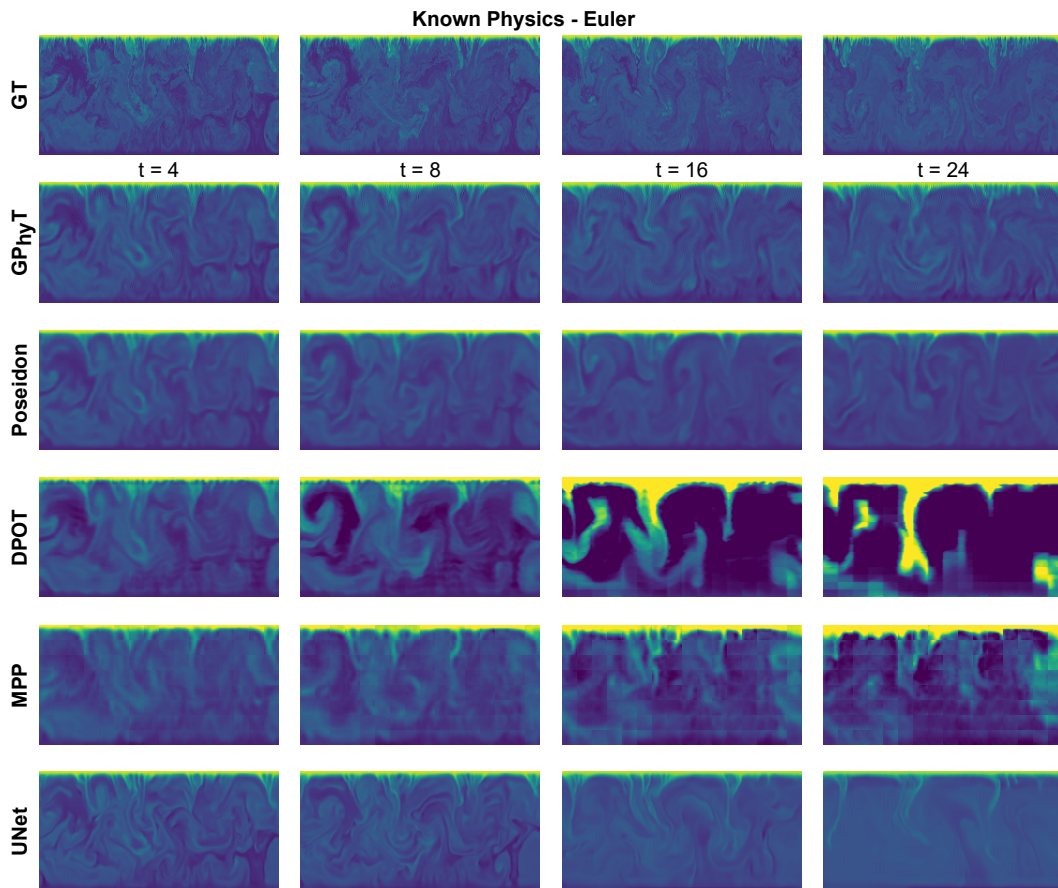 Known Physics - Euler
GT
t = 4
t = 8
t = 16
t = 24
GPhyT
Poseidon
DPOT
MPP
UNet